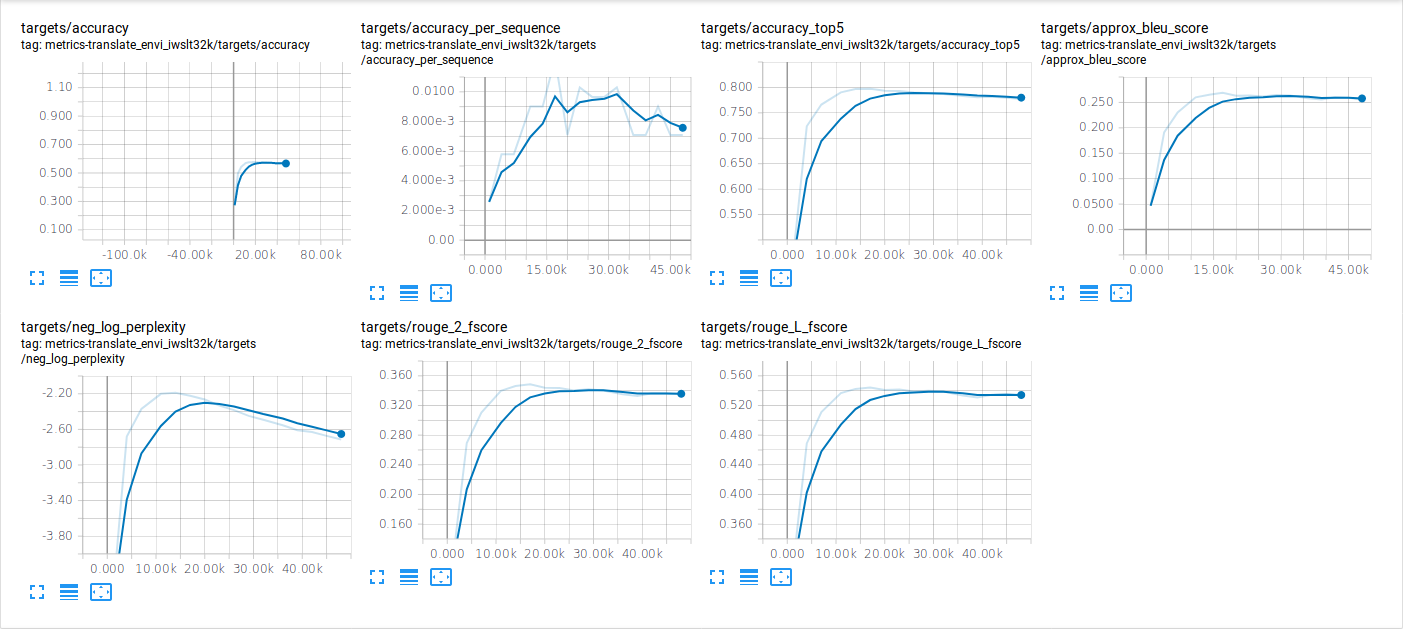 targets/accuracy
tag: metrics-translate_envi_iwslt32k/targets/accuracy
1.10
0.900
0.700
0.500
0.300
0.100
-100.0k -40.00k 20.00k 80.00k
targets/accuracy_per_sequence
tag: metrics-translate_envi_iwslt32k/targets
/accuracy_per_sequence
0.0100
8.000e-3
6.000e-3
4.000e-3
2.000e-3
0.00
0.000 15.00k 30.00k 45.00k
targets/accuracy_top5
tag: metrics-translate_envi_iwslt32k/targets/accuracy_top5
0.800
0.750
0.700
0.650
0.600
0.550
0.000 10.00k 20.00k 30.00k 40.00k
targets/approx_bleu_score
tag: metrics-translate_envi_iwslt32k/targets
/approx_bleu_score
0.250
0.200
0.150
0.100
0.0500
0.00
0.000 15.00k 30.00k 45.00k
targets/neg_log_perplexity
tag: metrics-translate_envi_iwslt32k/targets
/neg_log_perplexity
-2.20
-2.60
-3.00
-3.40
-3.80
0.000 10.00k 20.00k 30.00k 40.00k
targets/rouge_2_fscore
tag: metrics-translate_envi_iwslt32k/targets/rouge_2_fscore
0.360
0.320
0.280
0.240
0.200
0.160
0.000 10.00k 20.00k 30.00k 40.00k
targets/rouge_L_fscore
tag: metrics-translate_envi_iwslt32k/targets/rouge_L_fscore
0.560
0.520
0.480
0.440
0.400
0.360
0.000 10.00k 20.00k 30.00k 40.00k